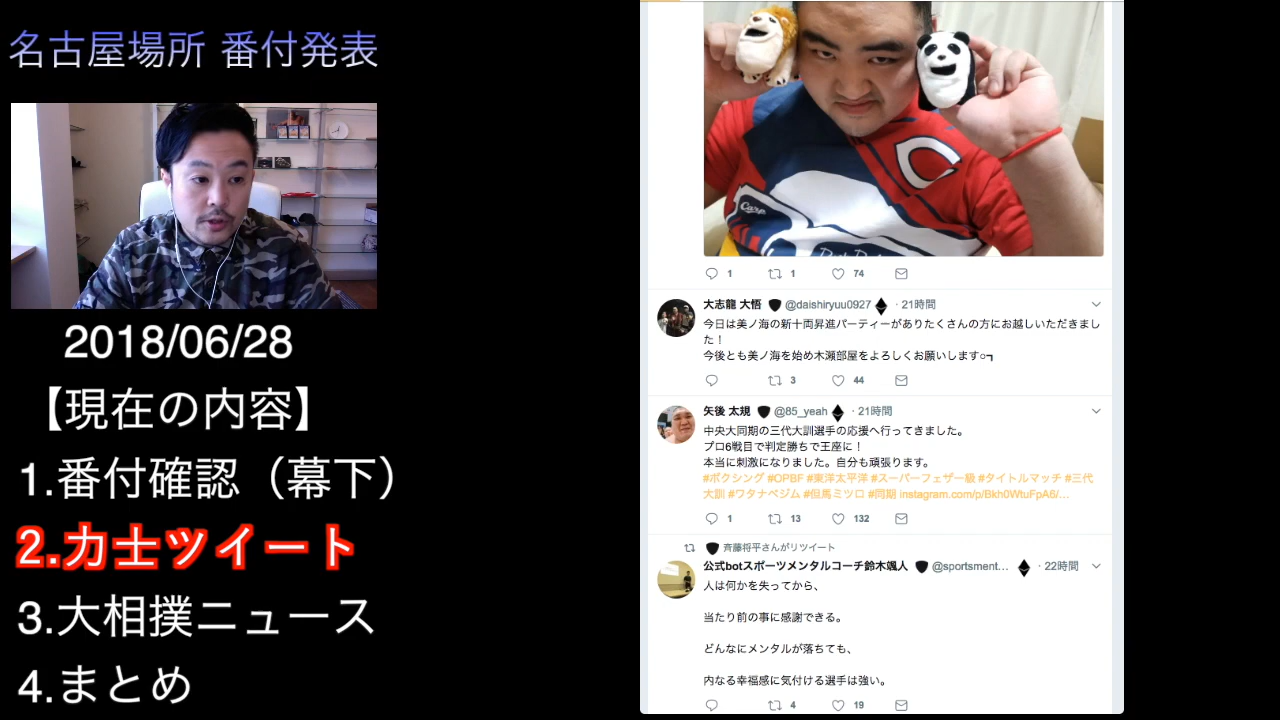 名古屋場所 番付発表
2018/06/28
【現在の内容】
1.番付確認（幕下）
2.力士ツイート
3.大相撲ニュース
4.まとめ
C
Carp
1 1 74
大志龍 大悟 @daishiryuu0927 · 21時間
今日は美ノ海の新十両昇進パーティーがありたくさんの方にお越しいただきまし
た！
今後とも美ノ海を始め木瀬部屋をよろしくお願いします○┓
3 44
矢後 太規 @85_yeah · 21時間
中央大同期の三代大訓選手の応援へ行ってきました。
プロ6戦目で判定勝ちで王座に！
本当に刺激になりました。自分も頑張ります。
#ボクシング #OPBF #東洋太平洋 #スーパーフェザー級 #タイトルマッチ #三代
大訓 #ワタナベジム #但馬ミツロ #同期 instagram.com/p/Bkh0WtuFpA6/…
1 13 132
斉藤将平さんがリツイート
公式botスポーツメンタルコーチ鈴木颯人 @sportsment… · 22時間
人は何かを失ってから、
当たり前の事に感謝できる。
どんなにメンタルが落ちても、
内なる幸福感に気付ける選手は強い。
4 19